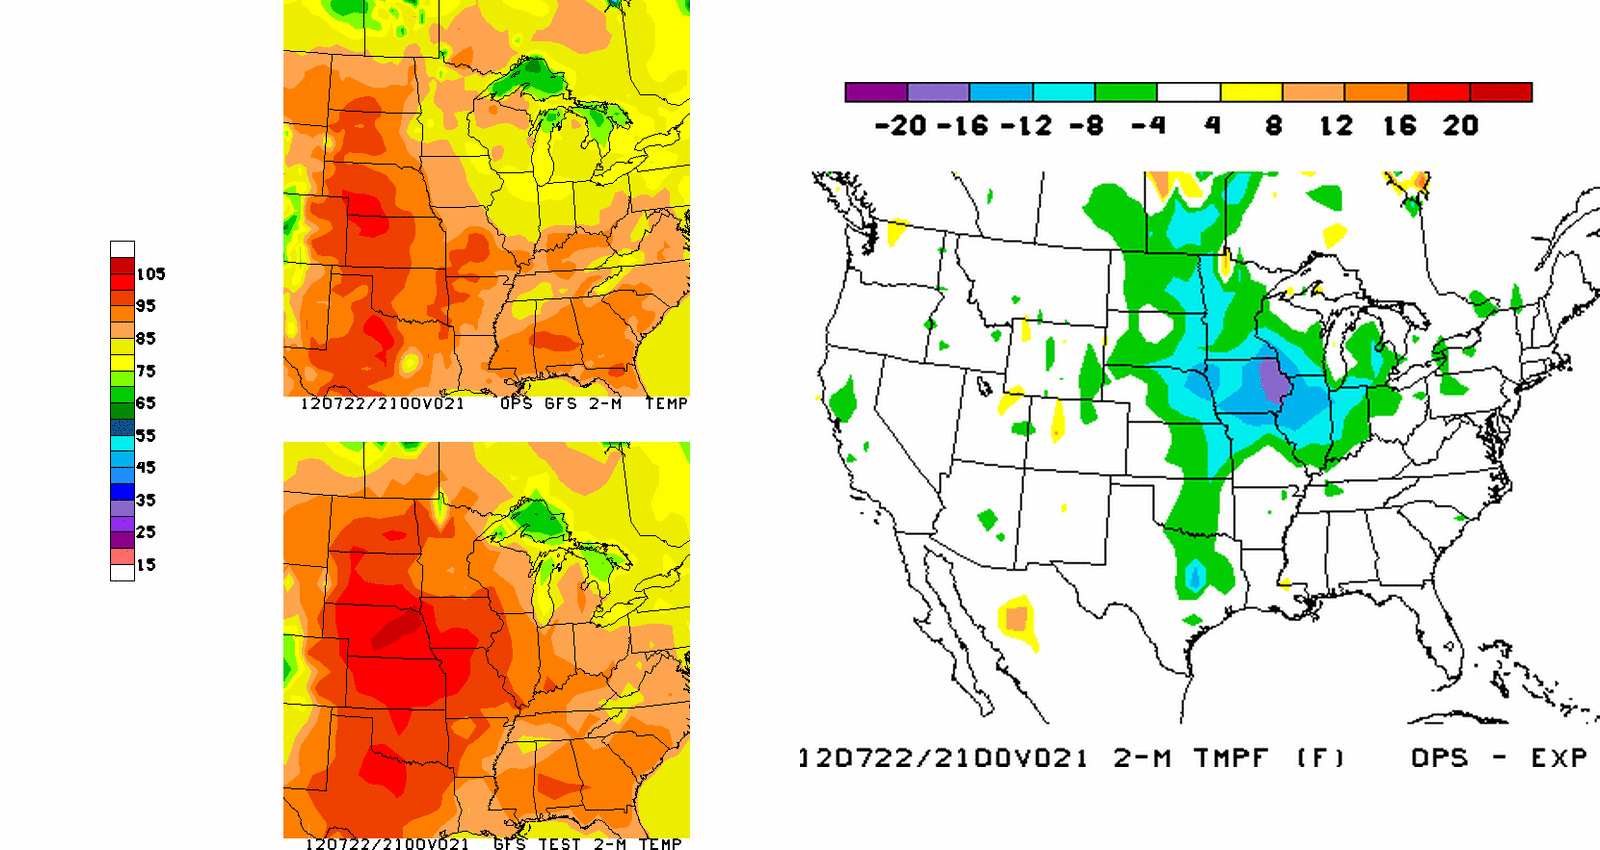 105
95
85
75
65
55
45
35
25
15
120722/2100V021 OPS GFS 2-M TEMP
120722/2100V021 GFS TEST 2-M TEMP
-20 -16 -12 -8 -4 4 8 12 16 20
120722/2100V021 2-M TMPF (F) OPS - EXP